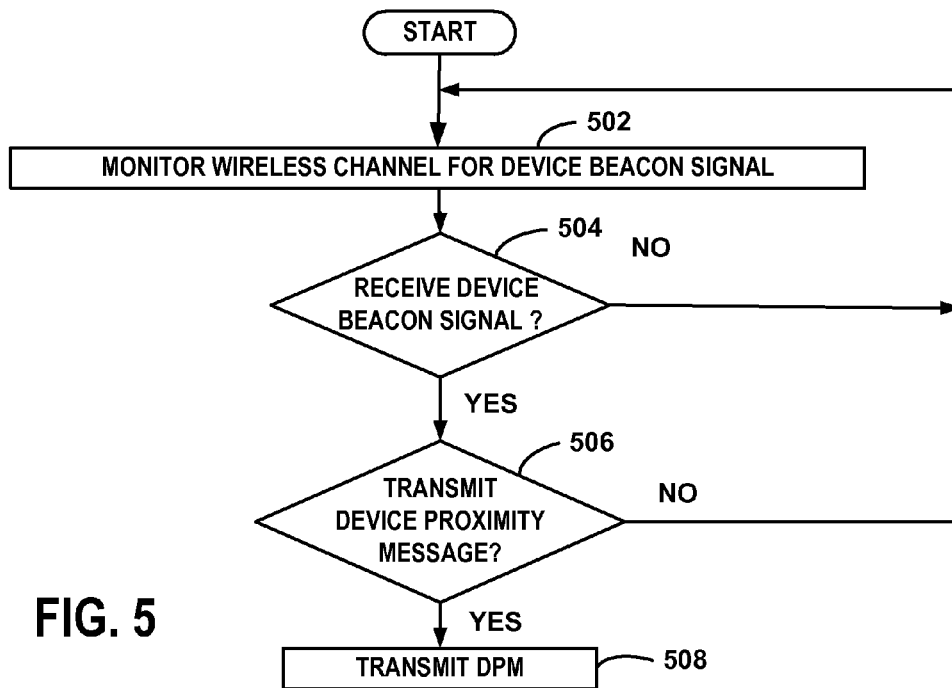 START
502
MONITOR WIRELESS CHANNEL FOR DEVICE BEACON SIGNAL
504
NO
RECEIVE DEVICE
BEACON SIGNAL ?
YES
506
NO
TRANSMIT
DEVICE PROXIMITY
MESSAGE?
YES
FIG. 5
TRANSMIT DPM
508